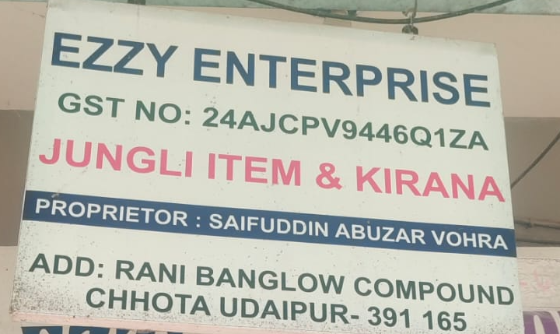 EZZY ENTERPRISE
GST NO: 24AJCPV9446Q1ZA
JUNGLI ITEM & KIRANA
PROPRIETOR : SAIFUDDIN ABUZAR VOHRA
ADD: RANI BANGLOW COMPOUND
CHHOTA UDAIPUR- 391 165